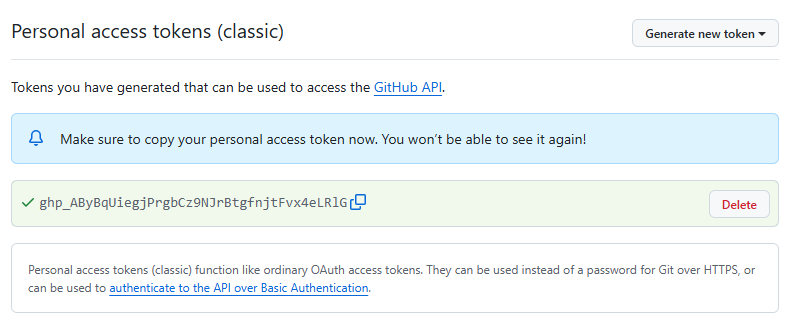 Personal access tokens (classic)
Generate new token
Tokens you have generated that can be used to access the GitHub API.
Make sure to copy your personal access token now. You won’t be able to see it again!
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
Delete
Personal access tokens (classic) function like ordinary OAuth access tokens. They can be used instead of a password for Git over HTTPS, or
can be used to authenticate to the API over Basic Authentication.